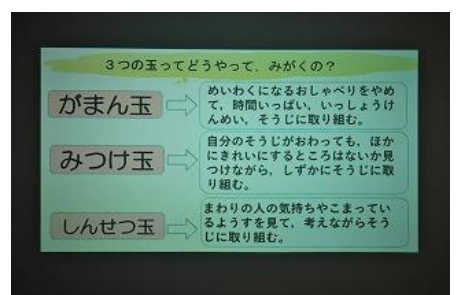 3つの玉ってどうやって，みがくの？
がまん玉
めいわくになるおしゃべりをやめ
て，時間いっぱい，いっしょうけ
んめい，そうじに取り組む。
みつけ玉
自分のそうじがおわっても，ほか
にきれいにするところはないか見
つけながら，しずかにそうじに取
り組む。
しんせつ玉
まわりの人の気持ちやこまってい
るようすを見て，考えながらそう
じに取り組む。